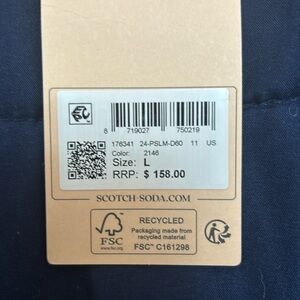 8 719027 750219
176341 24-PSLM-D60 11 US
Color: 2146
Size: L
RRP: $ 158.00
SCOTCH-SODA.COM
FSC
RECYCLED
Packaging made from
recycled material
FSC™ C161298